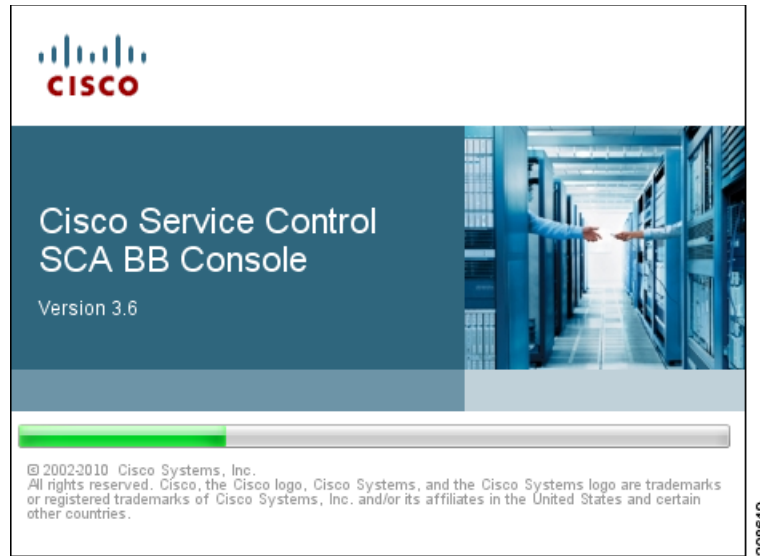 CISCO
Cisco Service Control
SCA BB Console
Version 3.6
© 2002-2010 Cisco Systems, Inc.
All rights reserved. Cisco, the Cisco logo, Cisco Systems, and the Cisco Systems logo are trademarks
or registered trademarks of Cisco Systems, Inc. and/or its affiliates in the United States and certain
other countries.